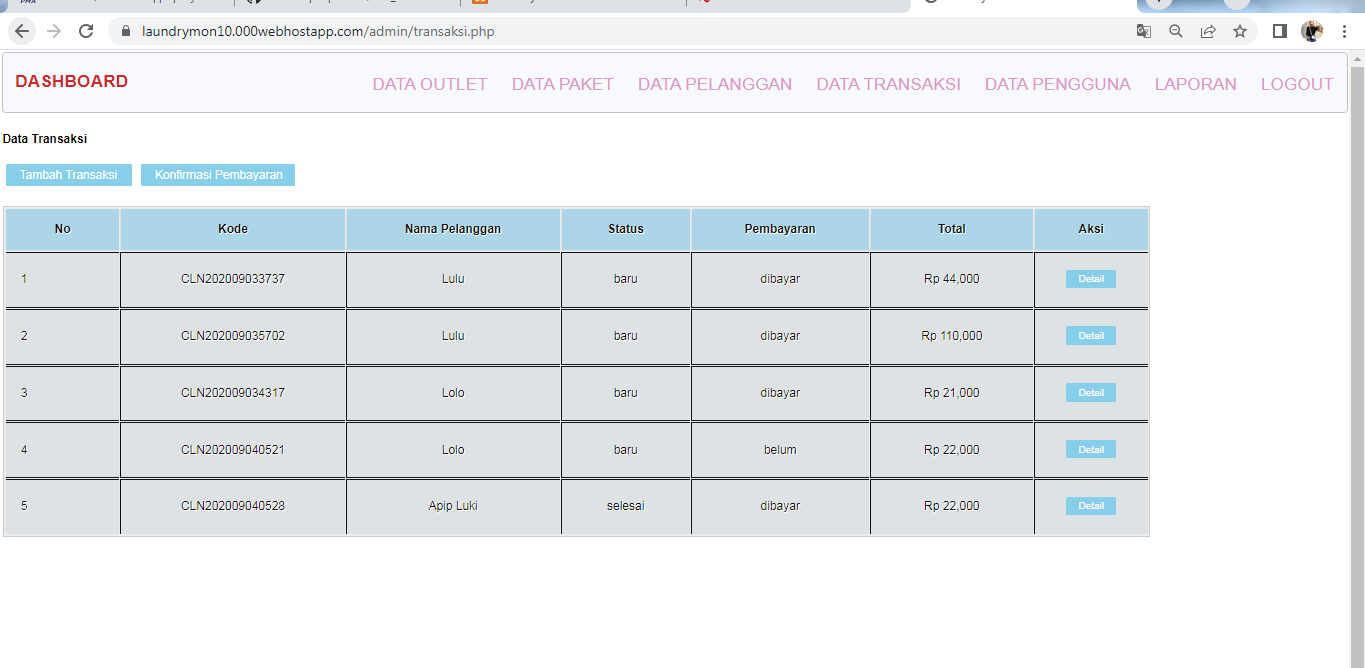 laundrymon10.000webhostapp.com/admin/transaksi.php
DASHBOARD DATA OUTLET DATA PAKET DATA PELANGGAN DATA TRANSAKSI DATA PENGGUNA LAPORAN LOGOUT
Data Transaksi
Tambah Transaksi Konfirmasi Pembayaran
No Kode Nama Pelanggan Status Pembayaran Total Aksi
1 CLN202009033737 Lulu baru dibayar Rp 44,000 Detail
2 CLN202009035702 Lulu baru dibayar Rp 110,000 Detail
3 CLN202009034317 Lolo baru dibayar Rp 21,000 Detail
4 CLN202009040521 Lolo baru belum Rp 22,000 Detail
5 CLN202009040528 Apip Luki selesai dibayar Rp 22,000 Detail